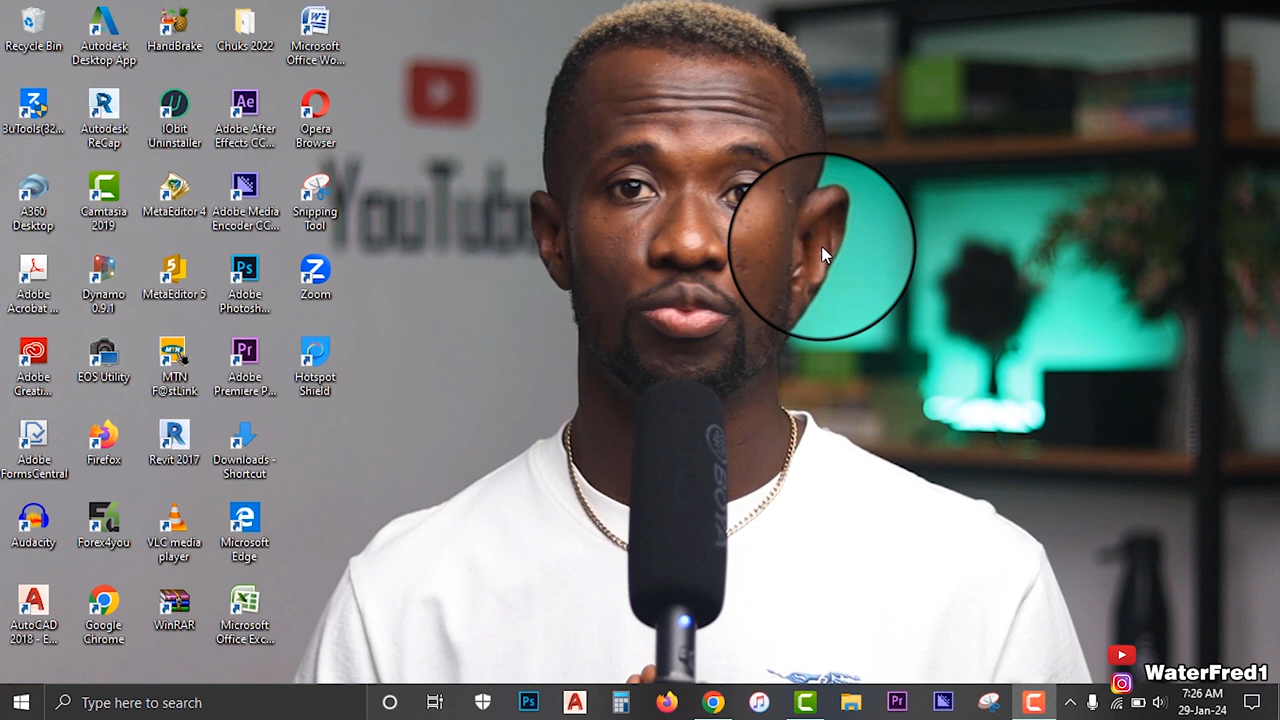 Recycle Bin
Autodesk
Desktop App
HandBrake
Chuks 2022
Microsoft
Office Wo...
3uTools(32...
Autodesk
ReCap
IObit
Uninstaller
Adobe After
Effects CC...
Opera
Browser
A360
Desktop
Camtasia
2019
MetaEditor 4
Adobe Media
Encoder CC...
Snipping
Tool
Adobe
Acrobat ...
Dynamo
0.9.1
MetaEditor 5
Adobe
Photosh...
Zoom
Adobe
Creati...
EOS Utility
MTN
F@stLink
Adobe
Premiere P...
Hotspot
Shield
Adobe
FormsCentral
Firefox
Revit 2017
Downloads -
Shortcut
Audacity
Forex4you
VLC media
player
Microsoft
Edge
AutoCAD
2018 - E...
Google
Chrome
WinRAR
Microsoft
Office Exc...
YouTube
BOYA
WaterFred1
Type here to search
7:26 AM
29-Jan-24